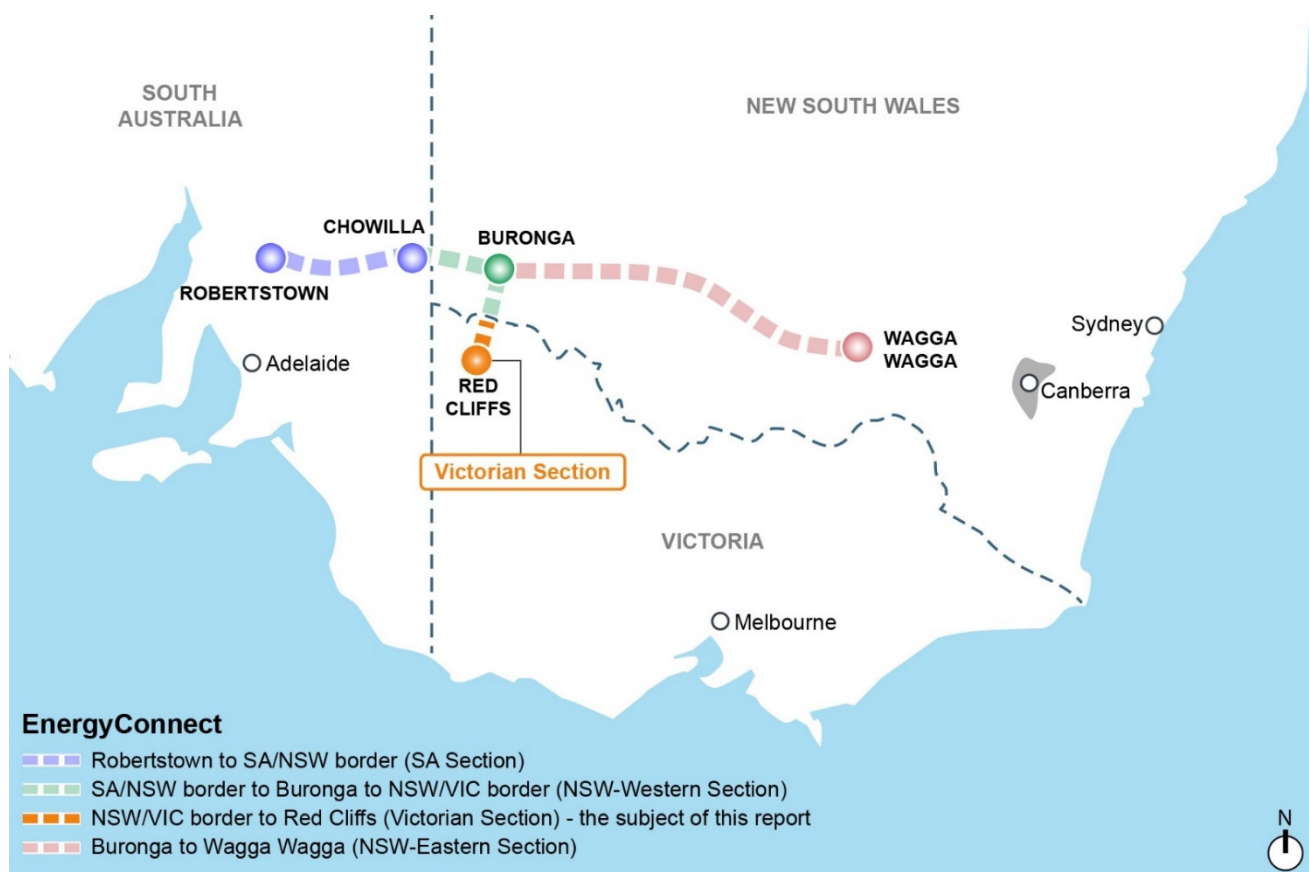 SOUTH
AUSTRALIA
NEW SOUTH WALES
CHOWILLA
BURONGA
ROBERTSTOWN
Adelaide
RED
CLIFFS
WAGGA
WAGGA
Sydney
Canberra
Victorian Section
VICTORIA
Melbourne
EnergyConnect
Robertstown to SA/NSW border (SA Section)
SA/NSW border to Buronga to NSW/VIC border (NSW-Western Section)
NSW/VIC border to Red Cliffs (Victorian Section) - the subject of this report
Buronga to Wagga Wagga (NSW-Eastern Section)
N